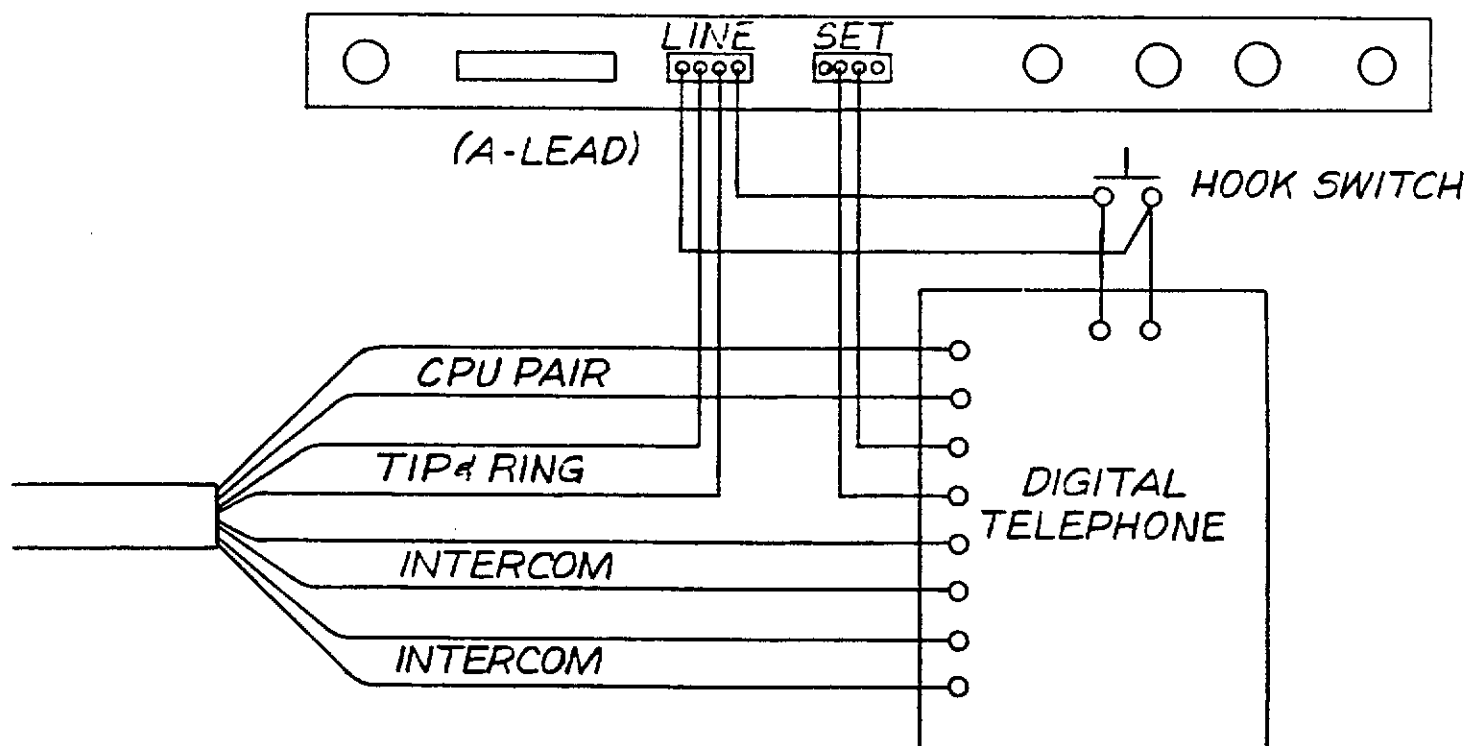 LINE SET
(A-LEAD)
HOOK SWITCH
CPU PAIR
TIP & RING
DIGITAL
TELEPHONE
INTERCOM
INTERCOM